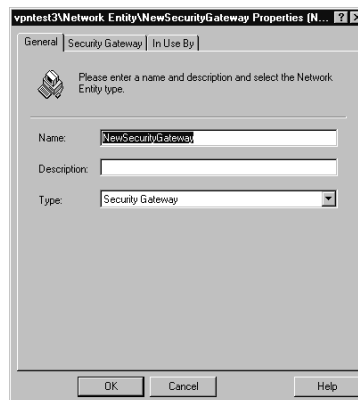 vpntest3\Network Entity\NewSecurityGateway Properties (N...
General Security Gateway In Use By
Please enter a name and description and select the Network
Entity type.
Name: NewSecurityGateway
Description:
Type: Security Gateway
OK Cancel Help